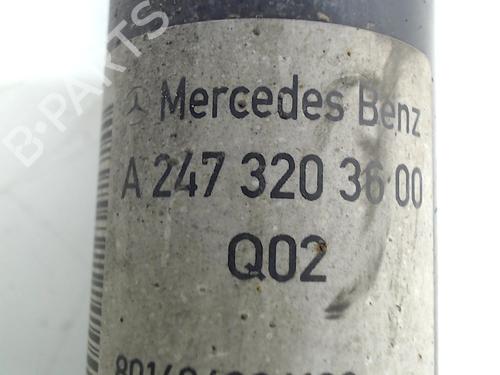 B-PARTS
Mercedes Benz
A 247 320 36 00
Q02